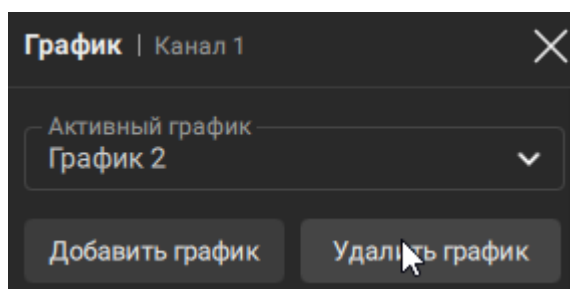 График | Канал 1
Активный график
График 2
Добавить график Удалить график